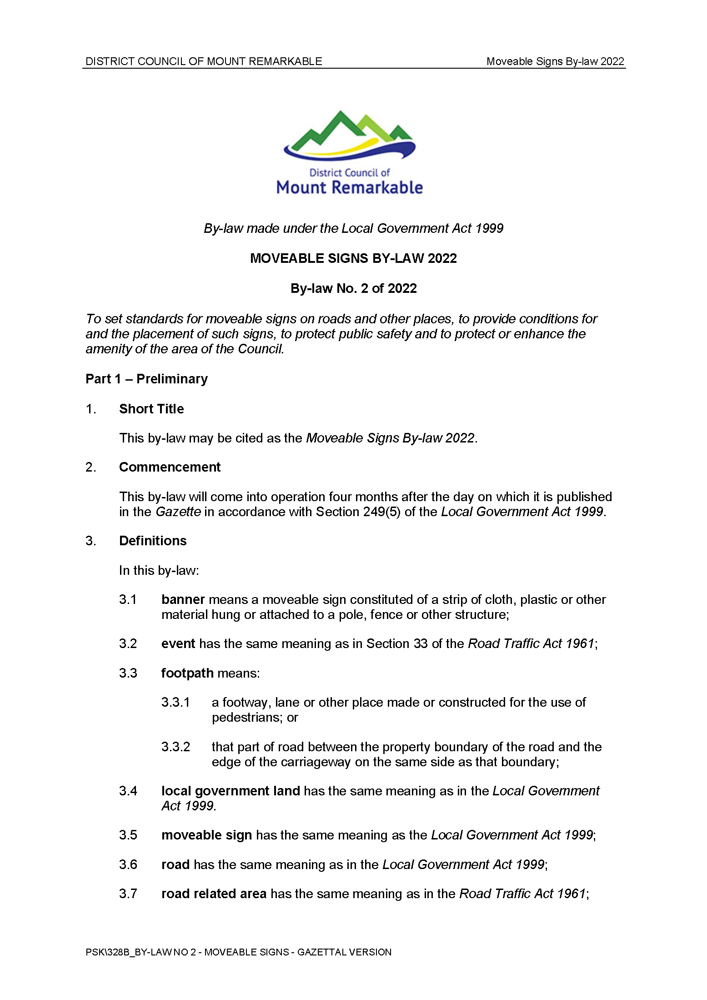 DISTRICT COUNCIL OF MOUNT REMARKABLE Moveable Signs By-law 2022
District Council of
Mount Remarkable
By-law made under the Local Government Act 1999
MOVEABLE SIGNS BY-LAW 2022
By-law No. 2 of 2022
To set standards for moveable signs on roads and other places, to provide conditions for
and the placement of such signs, to protect public safety and to protect or enhance the
amenity of the area of the Council.
Part 1 – Preliminary
1. Short Title
This by-law may be cited as the Moveable Signs By-law 2022.
2. Commencement
This by-law will come into operation four months after the day on which it is published
in the Gazette in accordance with Section 249(5) of the Local Government Act 1999.
3. Definitions
In this by-law:
3.1 banner means a moveable sign constituted of a strip of cloth, plastic or other
material hung or attached to a pole, fence or other structure;
3.2 event has the same meaning as in Section 33 of the Road Traffic Act 1961;
3.3 footpath means:
3.3.1 a footway, lane or other place made or constructed for the use of
pedestrians; or
3.3.2 that part of road between the property boundary of the road and the
edge of the carriageway on the same side as that boundary;
3.4 local government land has the same meaning as in the Local Government
Act 1999.
3.5 moveable sign has the same meaning as the Local Government Act 1999;
3.6 road has the same meaning as in the Local Government Act 1999;
3.7 road related area has the same meaning as in the Road Traffic Act 1961;
PSK\328B_BY-LAW NO 2 - MOVEABLE SIGNS - GAZETTAL VERSION